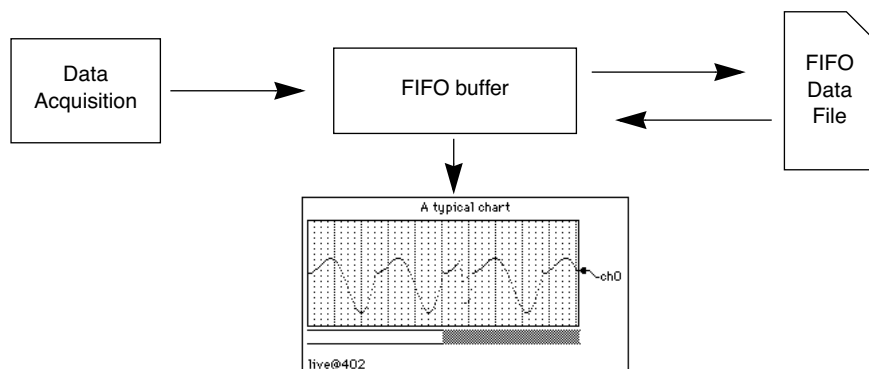 Data
Acquisition
FIFO buffer
FIFO
Data
File
A typical chart
ch0
live@402